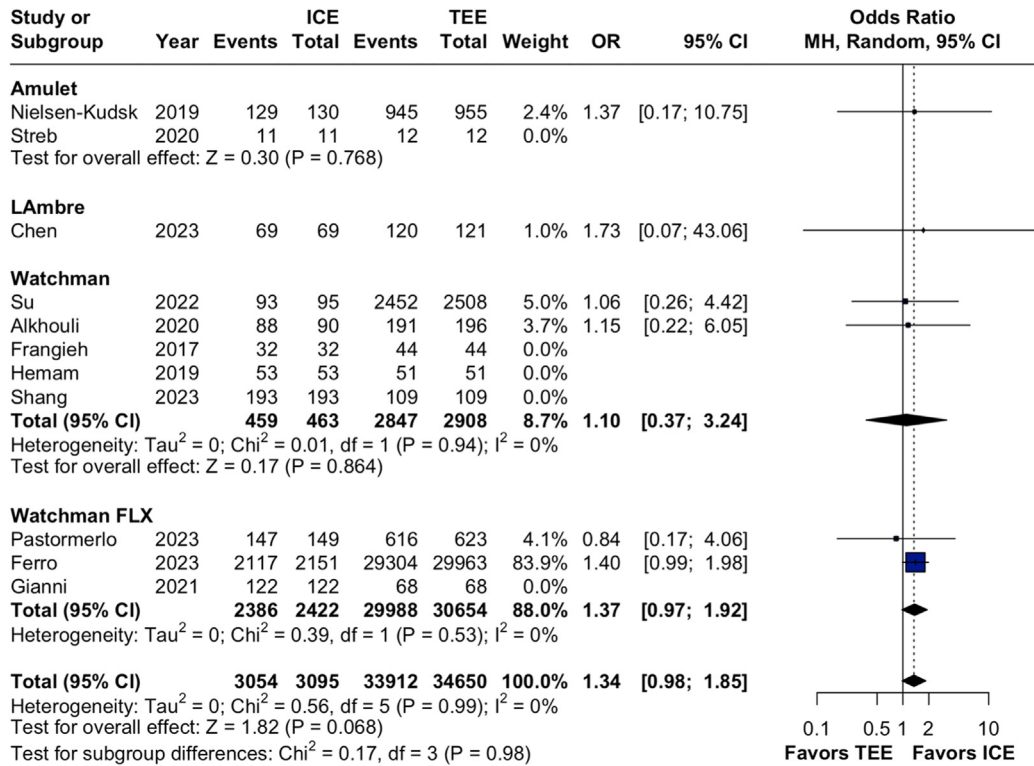 Study or ICE TEE Odds Ratio
Subgroup Year Events Total Events Total Weight OR 95% CI MH, Random, 95% CI
Amulet
Nielsen-Kudsk 2019 129 130 945 955 2.4% 1.37 [0.17; 10.75]
Streb 2020 11 11 12 12 0.0%
Test for overall effect: Z = 0.30 (P = 0.768)
LAmbre
Chen 2023 69 69 120 121 1.0% 1.73 [0.07; 43.06]
Watchman
Su 2022 93 95 2452 2508 5.0% 1.06 [0.26; 4.42]
Alkhouli 2020 88 90 191 196 3.7% 1.15 [0.22; 6.05]
Frangieh 2017 32 32 44 44 0.0%
Hemam 2019 53 53 51 51 0.0%
Shang 2023 193 193 109 109 0.0%
Total (95% CI) 459 463 2847 2908 8.7% 1.10 [0.37; 3.24]
Heterogeneity: Tau² = 0; Chi² = 0.01, df = 1 (P = 0.94); I² = 0%
Test for overall effect: Z = 0.17 (P = 0.864)
Watchman FLX
Pastormerlo 2023 147 149 616 623 4.1% 0.84 [0.17; 4.06]
Ferro 2023 2117 2151 29304 29963 83.9% 1.40 [0.99; 1.98]
Gianni 2021 122 122 68 68 0.0%
Total (95% CI) 2386 2422 29988 30654 88.0% 1.37 [0.97; 1.92]
Heterogeneity: Tau² = 0; Chi² = 0.39, df = 1 (P = 0.53); I² = 0%
Total (95% CI) 3054 3095 33912 34650 100.0% 1.34 [0.98; 1.85]
Heterogeneity: Tau² = 0; Chi² = 0.56, df = 5 (P = 0.99); I² = 0%
Test for overall effect: Z = 1.82 (P = 0.068)
Test for subgroup differences: Chi² = 0.17, df = 3 (P = 0.98)
0.1 0.5 1 2 10
Favors TEE Favors ICE